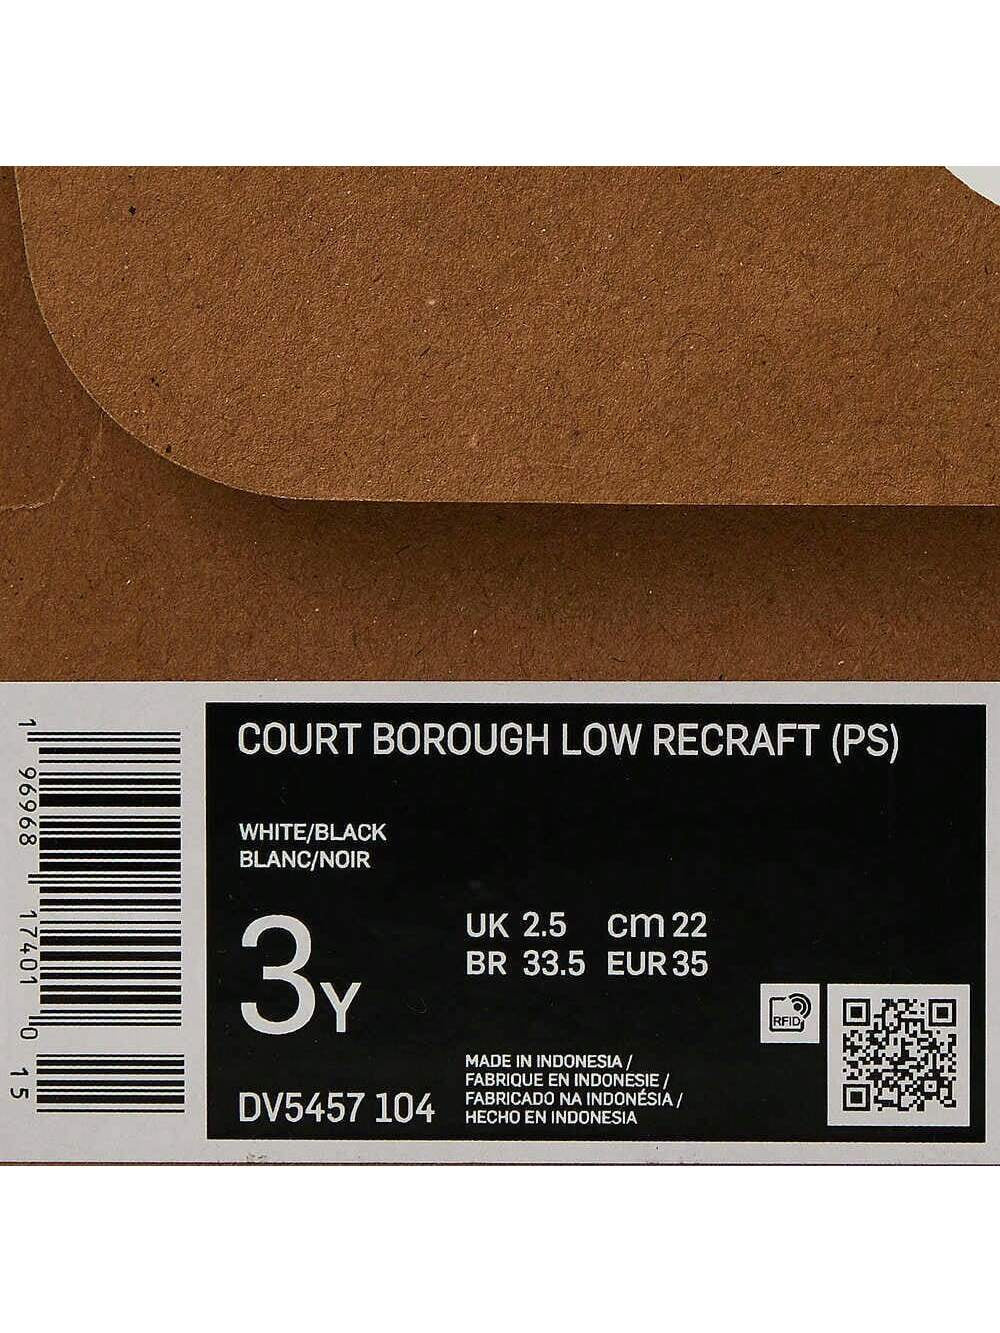 COURT BOROUGH LOW RECRAFT (PS)
WHITE/BLACK
BLANC/NOIR
3Y
UK 2.5 cm 22
BR 33.5 EUR 35
RFID
MADE IN INDONESIA /
FABRIQUE EN INDONESIE /
FABRICADO NA INDONÉSIA /
HECHO EN INDONESIA
DV5457 104
1 96968 17401 0 15